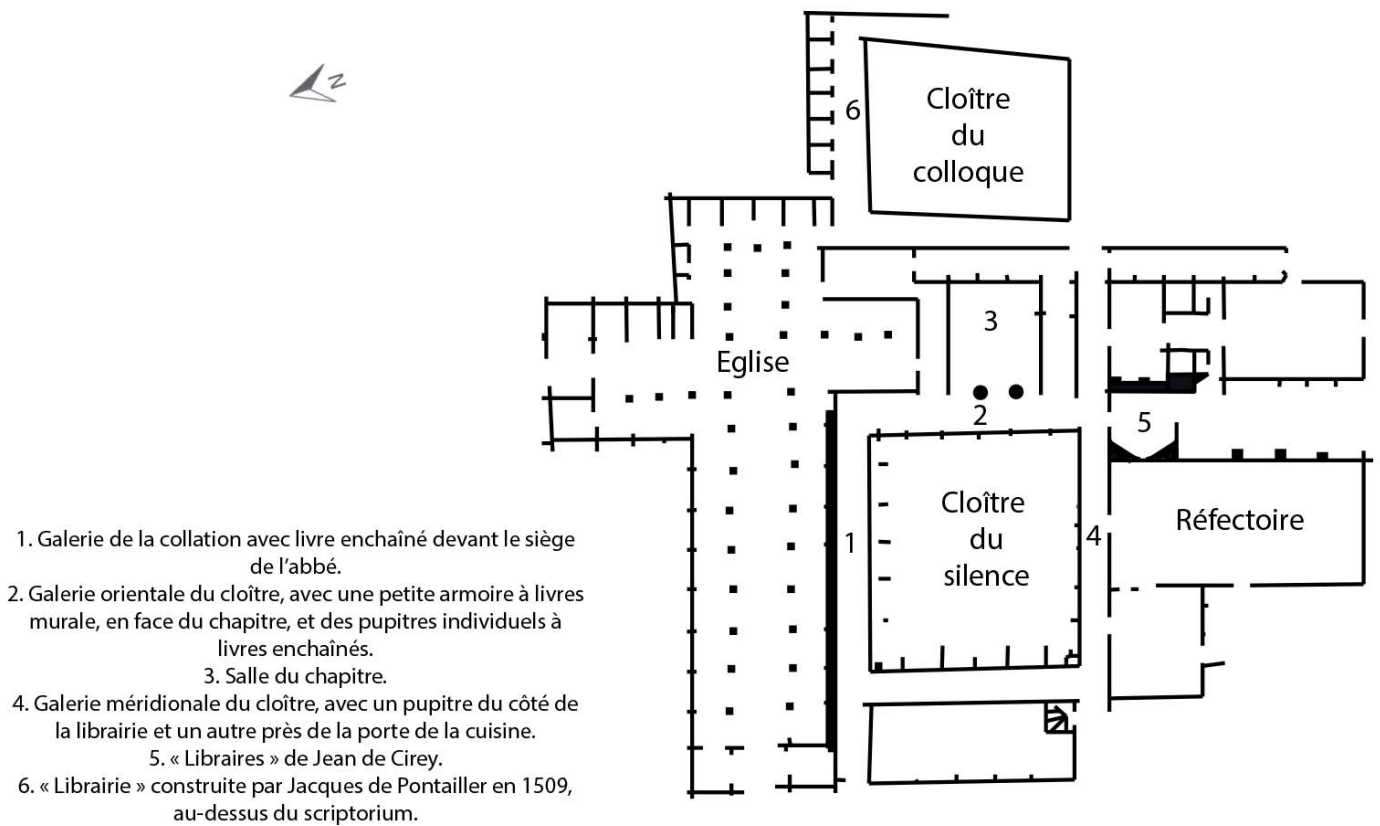 N
Cloître
du
colloque
6
3
Eglise
2
5
Cloître
du
silence
1
4
Réfectoire
1. Galerie de la collation avec livre enchaîné devant le siège
de l'abbé.
2. Galerie orientale du cloître, avec une petite armoire à livres
murale, en face du chapitre, et des pupitres individuels à
livres enchaînés.
3. Salle du chapitre.
4. Galerie méridionale du cloître, avec un pupitre du côté de
la librairie et un autre près de la porte de la cuisine.
5. « Libraires » de Jean de Cirey.
6. « Librairie » construite par Jacques de Pontailler en 1509,
au-dessus du scriptorium.